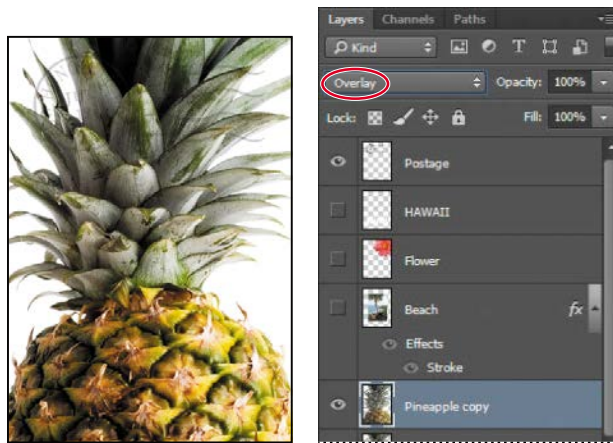 Layers Channels Paths
Kind
Overlay Opacity: 100%
Lock: Fill: 100%
Postage
HAWAII
Flower
Beach fx
Effects
Stroke
Pineapple copy